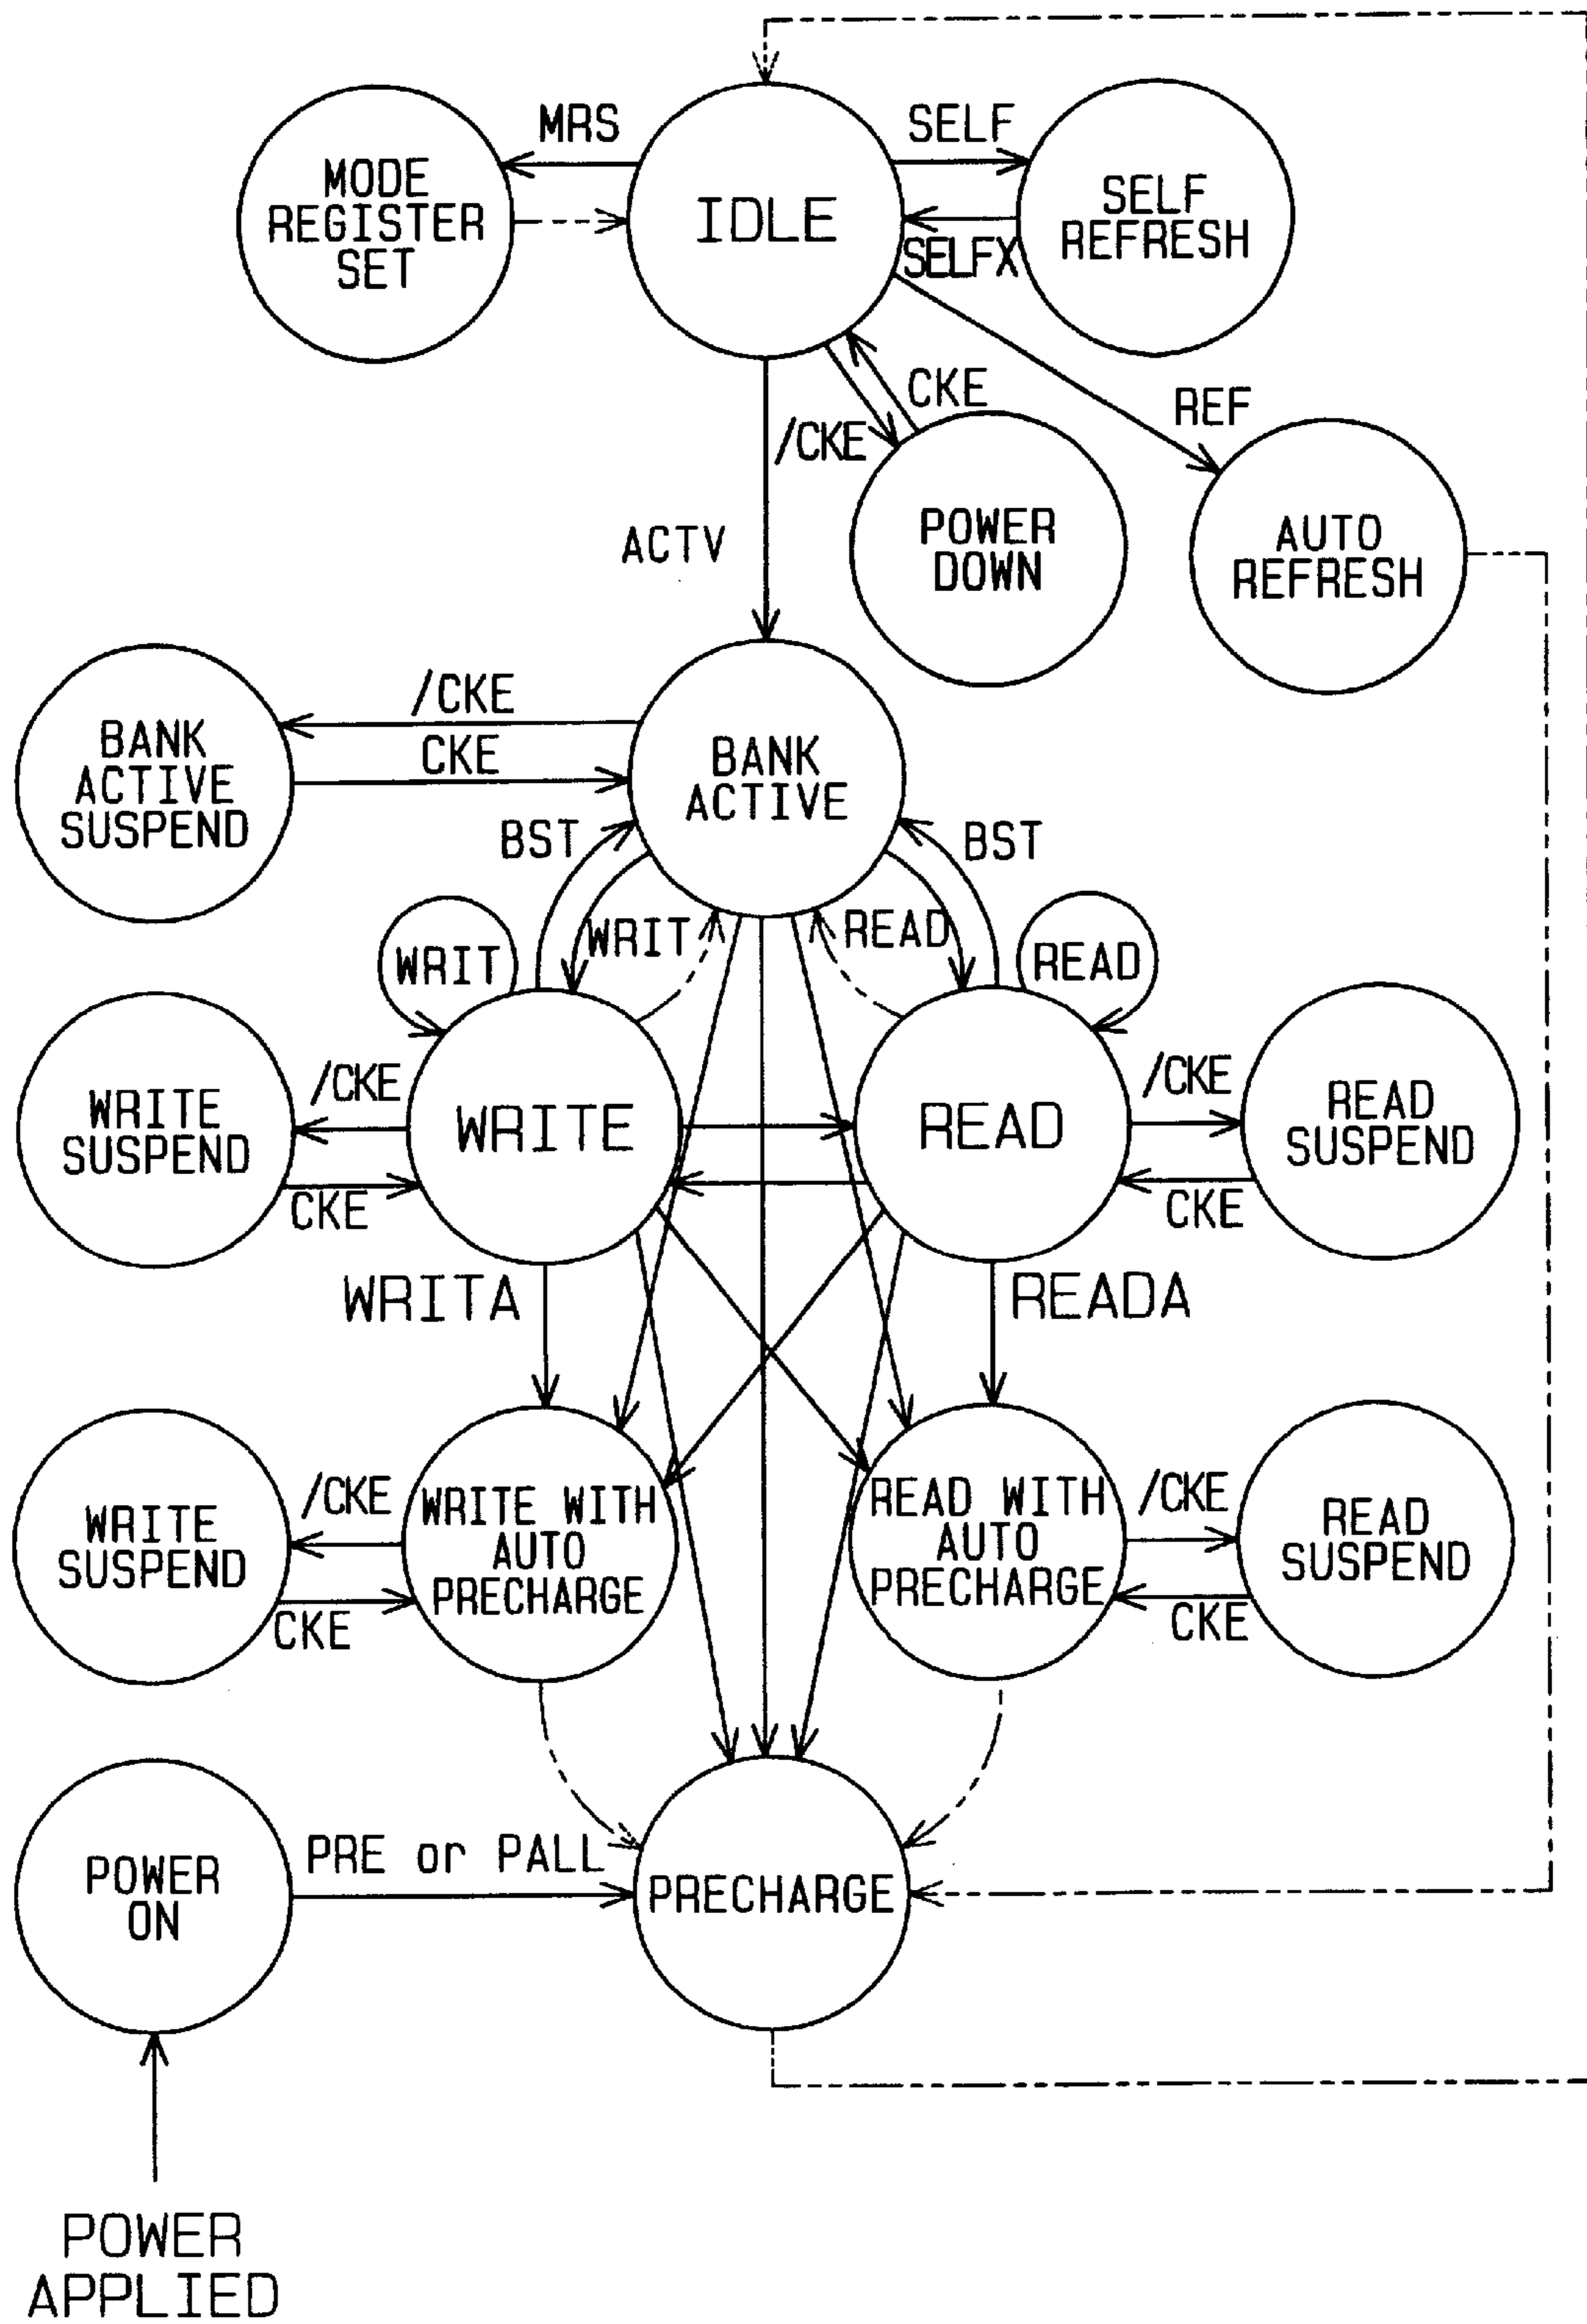 MRS
SELF
MODE
REGISTER
SET
IDLE
SELF
REFRESH
SELFX
CKE
/CKE
REF
ACTV
POWER
DOWN
AUTO
REFRESH
/CKE
CKE
BANK
ACTIVE
SUSPEND
BANK
ACTIVE
BST
BST
WRIT
WRIT
READ
READ
WRITE
SUSPEND
/CKE
CKE
WRITE
READ
/CKE
CKE
READ
SUSPEND
WRITA
READA
WRITE
SUSPEND
/CKE
CKE
WRITE WITH
AUTO
PRECHARGE
READ WITH
AUTO
PRECHARGE
/CKE
CKE
READ
SUSPEND
POWER
ON
PRE or PALL
PRECHARGE
POWER
APPLIED